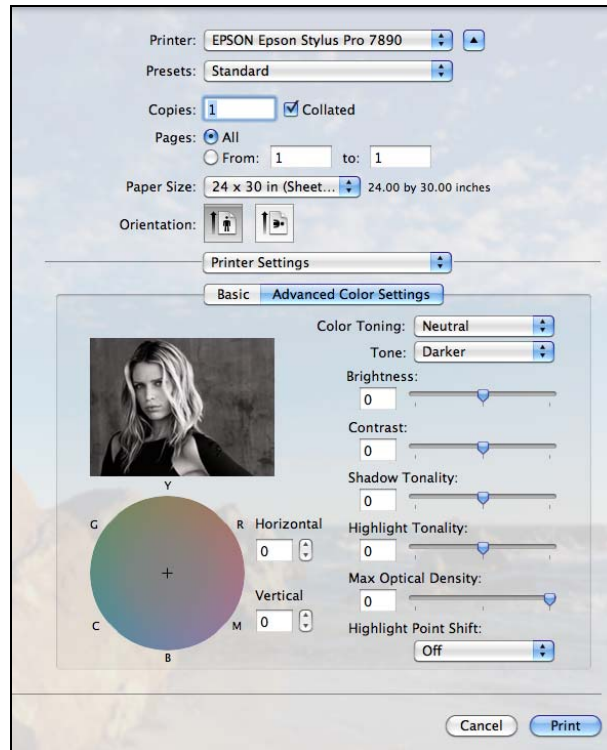 Printer: EPSON Epson Stylus Pro 7890
Presets: Standard
Copies: 1 Collated
Pages: All
From: 1 to: 1
Paper Size: 24 x 30 in (Sheet... 24.00 by 30.00 inches
Orientation:
Printer Settings
Basic Advanced Color Settings
Color Toning: Neutral
Tone: Darker
Brightness:
0
Contrast:
0
Shadow Tonality:
0
Highlight Tonality:
0
Max Optical Density:
0
Highlight Point Shift:
Off
Y
G R
C M
B
Horizontal
0
Vertical
0
Cancel Print